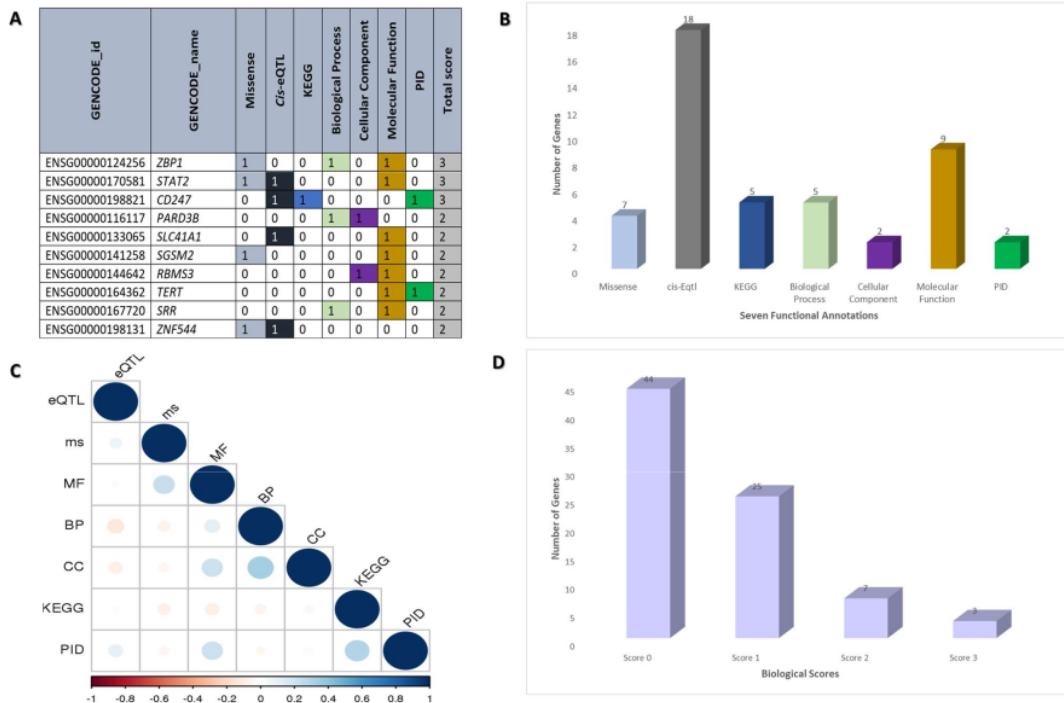 A
GENCODE_id GENCODE_name Missense Cis-eQTL KEGG Biological Process Cellular Component Molecular Function PID Total score
ENSG00000124256 ZBP1 1 0 0 1 0 1 0 3
ENSG00000170581 STAT2 1 1 0 0 0 1 0 3
ENSG00000198821 CD247 0 1 1 0 0 0 1 3
ENSG00000116117 PARD3B 0 0 0 1 1 0 0 2
ENSG00000133065 SLC41A1 0 1 0 0 0 1 0 2
ENSG00000141258 SGSM2 1 0 0 0 0 1 0 2
ENSG00000144642 RBMS3 0 0 0 0 1 1 0 2
ENSG00000164362 TERT 0 0 0 0 0 1 1 2
ENSG00000167720 SRR 0 0 0 1 0 1 0 2
ENSG00000198131 ZNF544 1 1 0 0 0 0 0 2
B
Number of Genes
18
16
14
12
10
8
6
4
2
0
7 18 5 5 2 9 2
Missense cis-Eqtl KEGG Biological Process Cellular Component Molecular Function PID
Seven Functional Annotations
C
eQTL ms MF BP CC KEGG PID
eQTL
ms
MF
BP
CC
KEGG
PID
-1 -0.8 -0.6 -0.4 -0.2 0 0.2 0.4 0.6 0.8 1
D
Number of Genes
45
40
35
30
25
20
15
10
5
0
44 25 7 3
Score 0 Score 1 Score 2 Score 3
Biological Scores